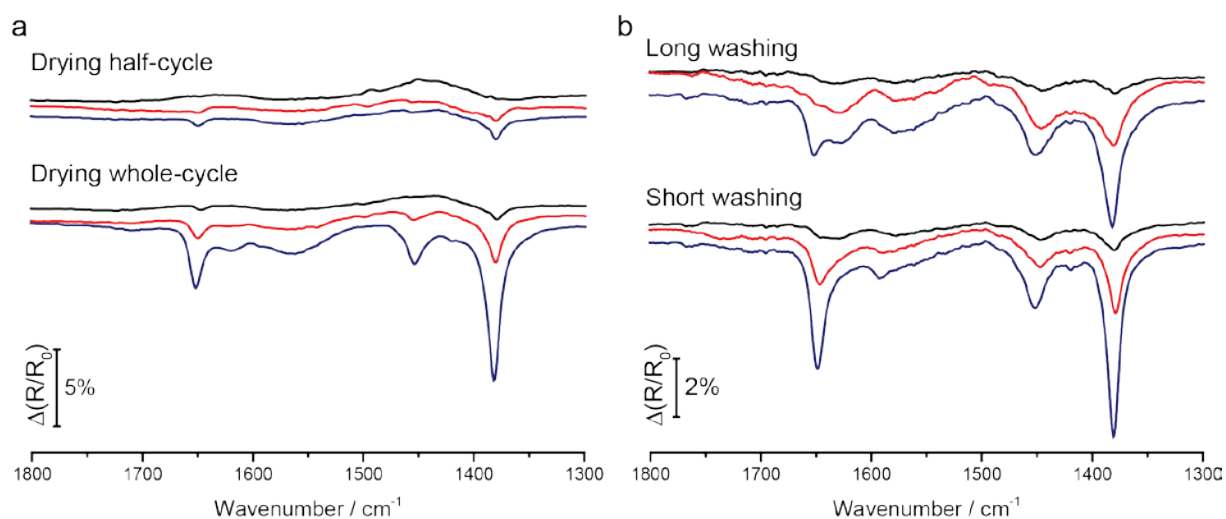 a
Drying half-cycle
Drying whole-cycle
Δ(R/R₀)
5%
1800 1700 1600 1500 1400 1300
Wavenumber / cm⁻¹
b
Long washing
Short washing
Δ(R/R₀)
2%
1800 1700 1600 1500 1400 1300
Wavenumber / cm⁻¹